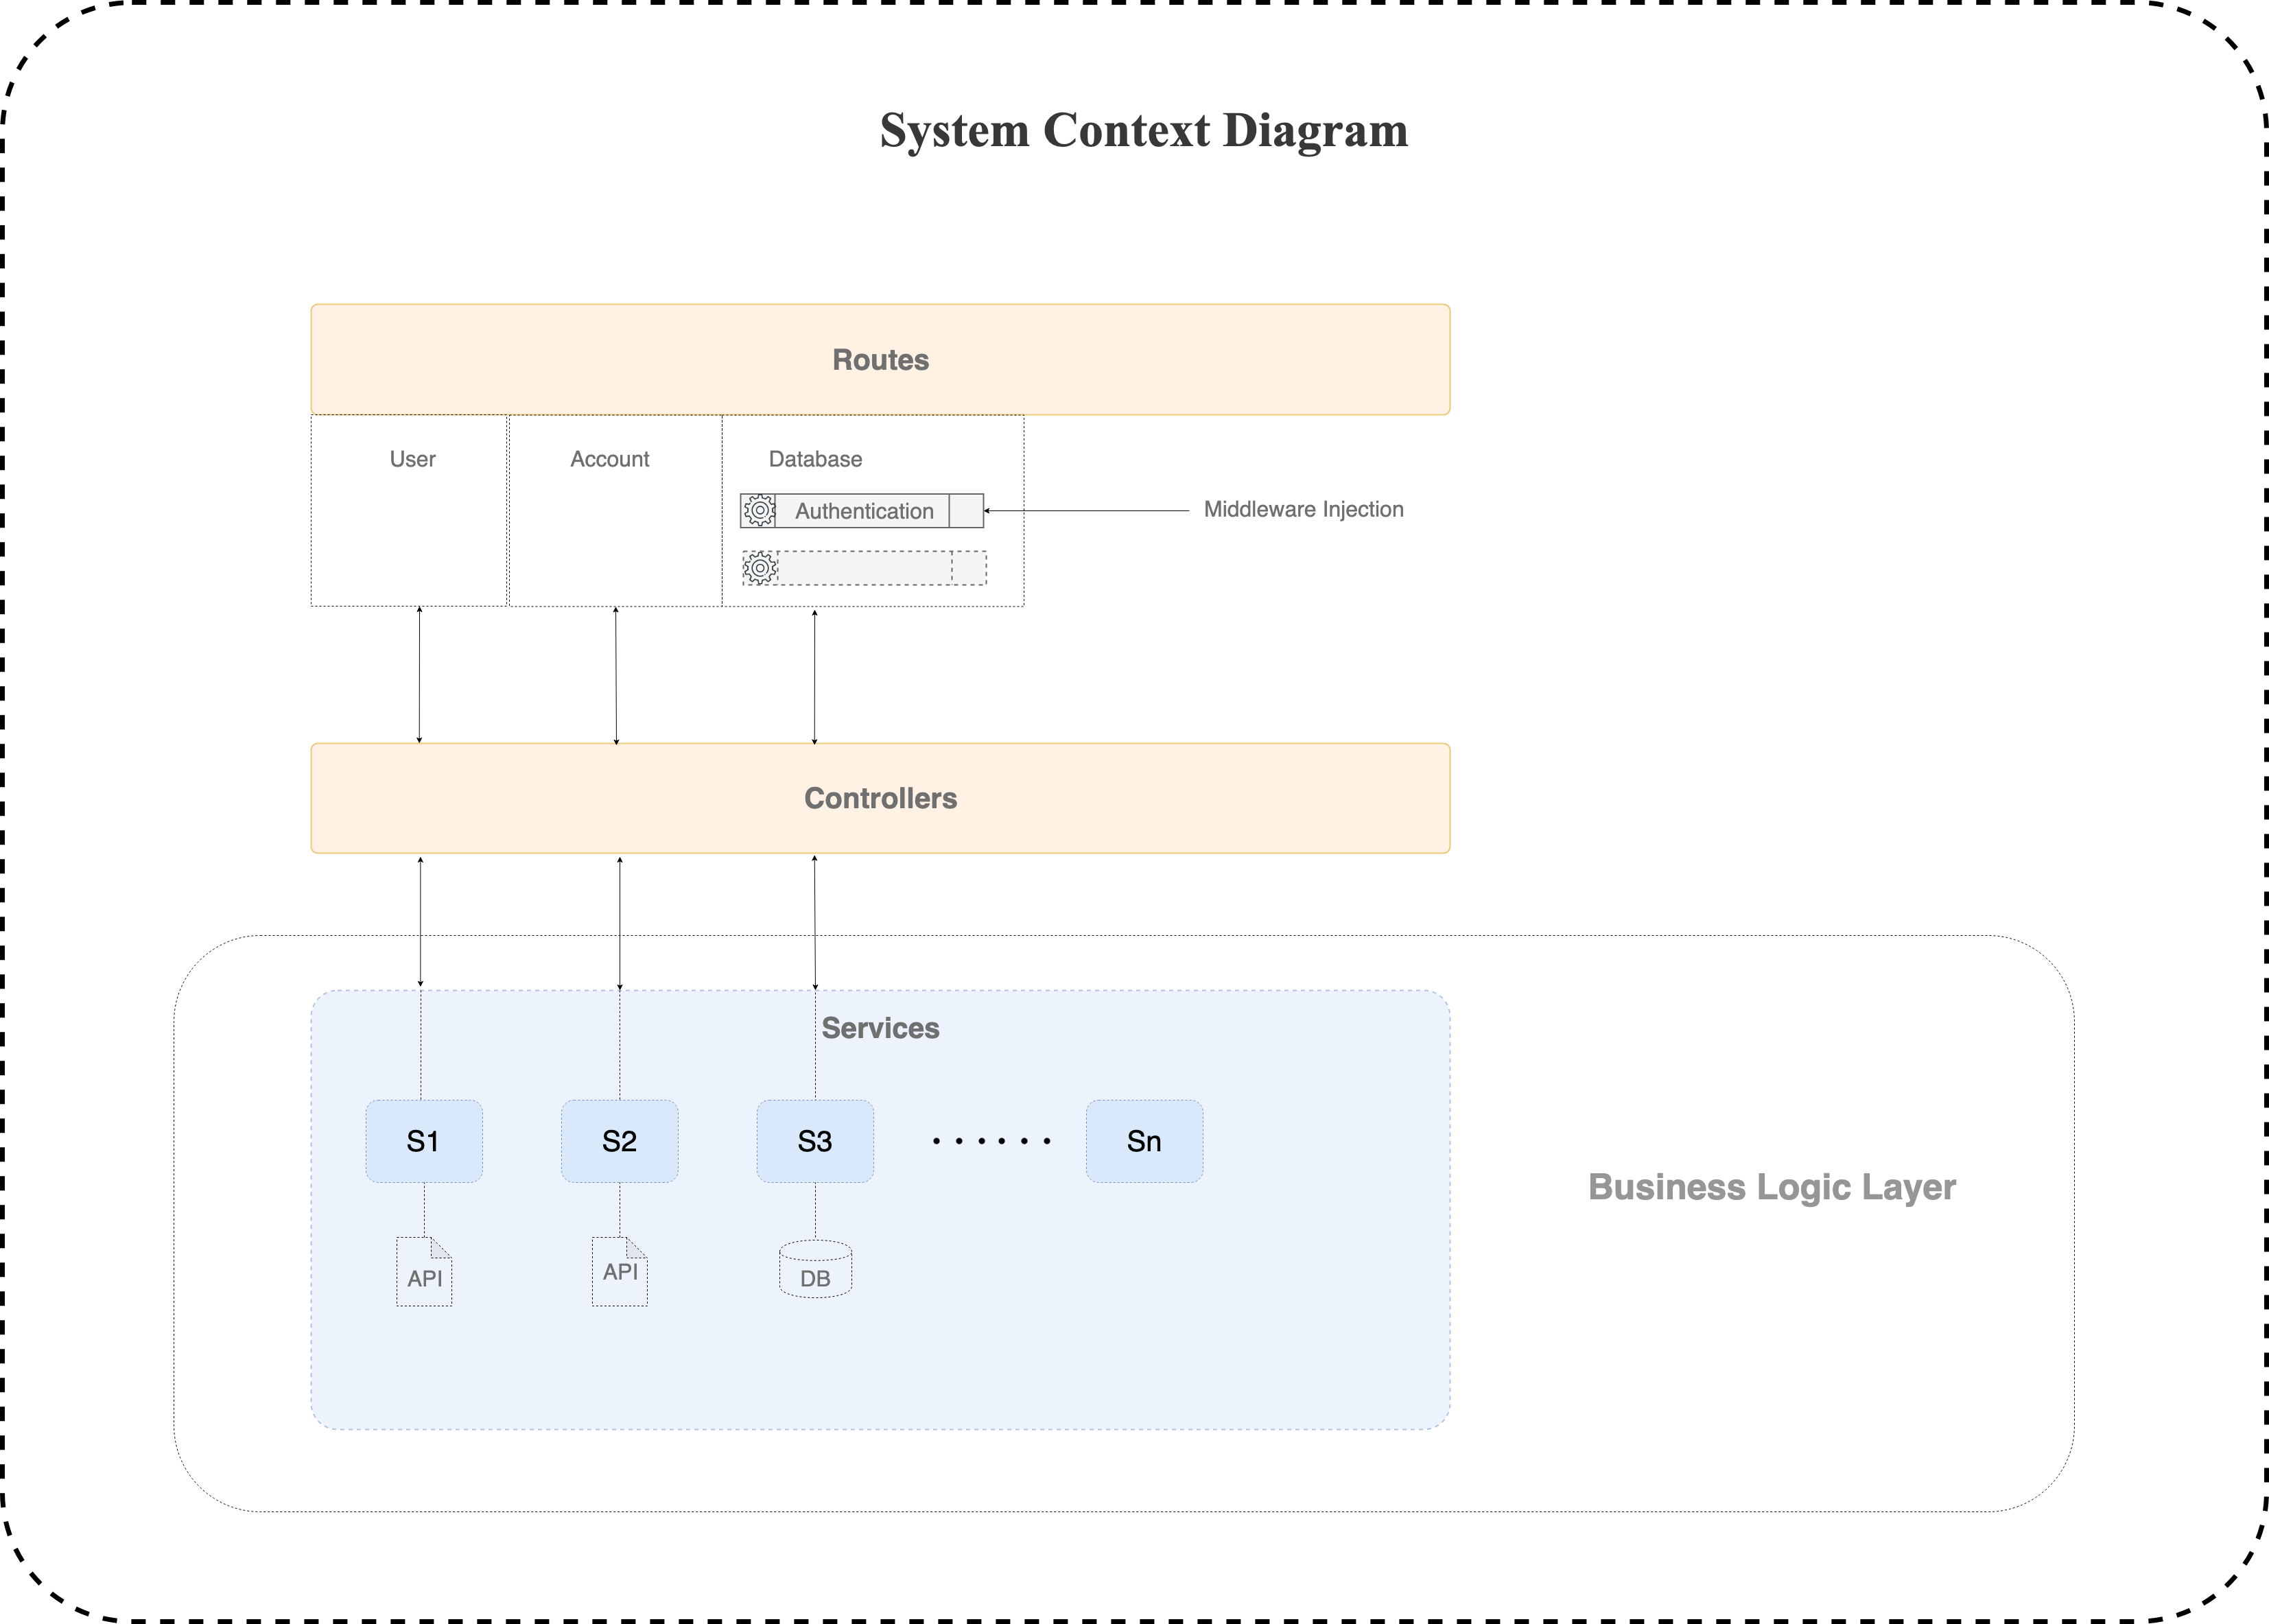 System Context Diagram
Routes
User
Account
Database
Authentication
Middleware Injection
Controllers
Services
S1
S2
S3
Sn
Business Logic Layer
API
API
DB